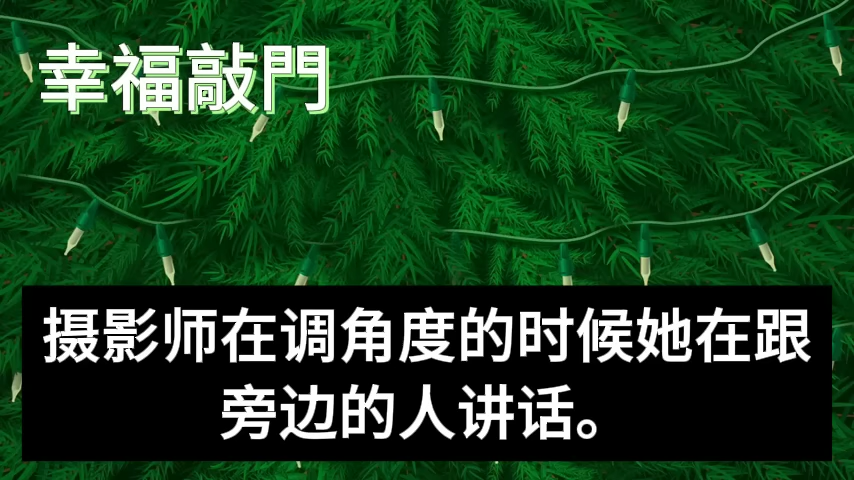 幸福敲門
摄影师在调角度的时候她在跟
旁边的人讲话。